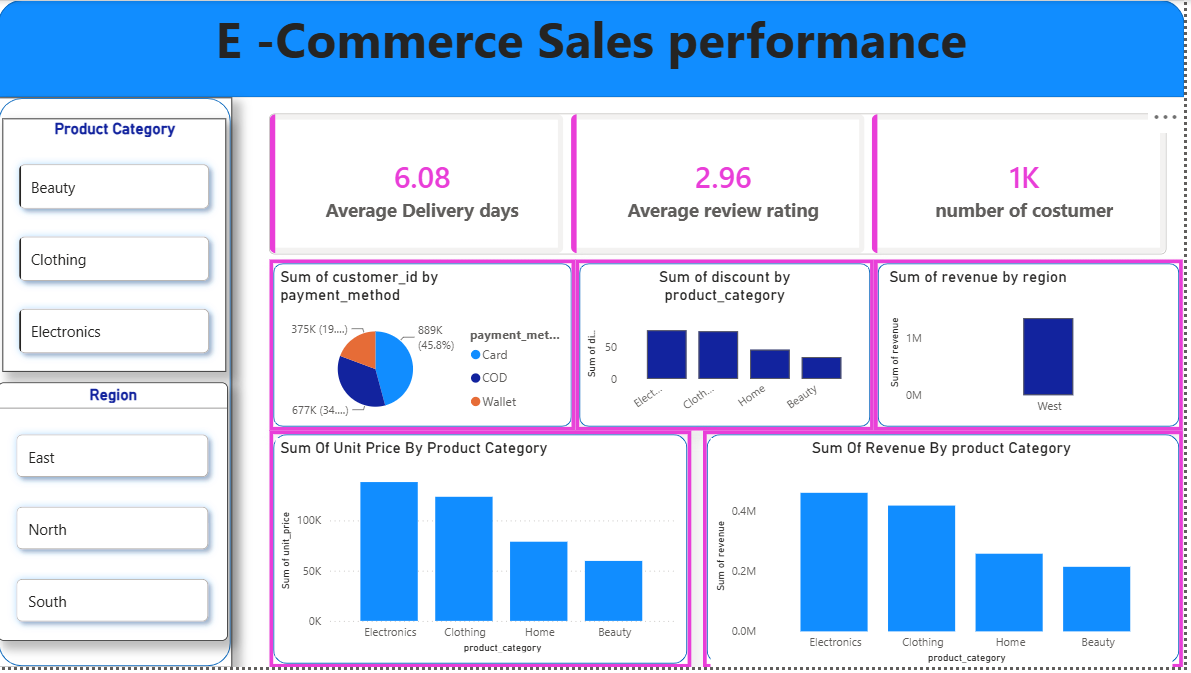 E -Commerce Sales performance
Product Category
Beauty
Clothing
Electronics
Region
East
North
South
6.08
Average Delivery days
2.96
Average review rating
1K
number of costumer
Sum of customer_id by
payment_method
375K (19....)
889K
(45.8%)
677K (34....)
payment_met...
Card
COD
Wallet
Sum of discount by
product_category
Sum of di...
50
0
Elect...
Cloth...
Home
Beauty
Sum of revenue by region
Sum of revenue
1M
0M
West
Sum Of Unit Price By Product Category
Sum of unit_price
100K
50K
0K
Electronics
Clothing
Home
Beauty
product_category
Sum Of Revenue By product Category
Sum of revenue
0.4M
0.2M
0.0M
Electronics
Clothing
Home
Beauty
product_category